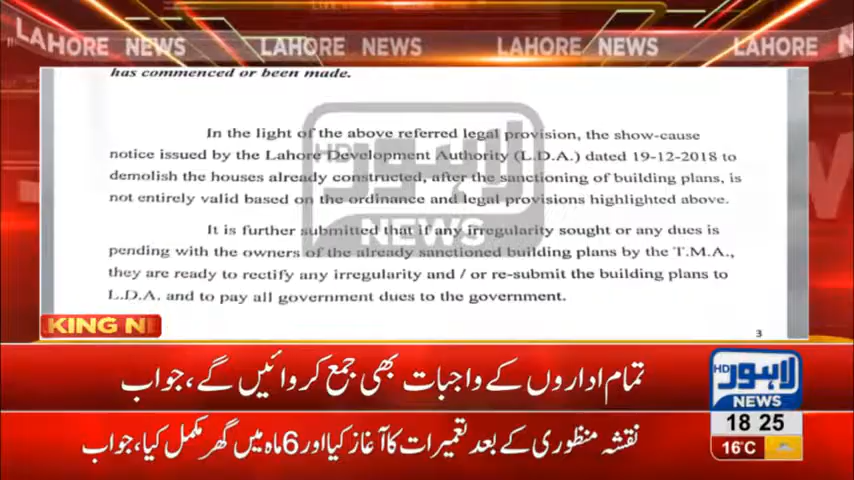 LAHORE NEWS LAHORE NEWS LAHORE NEWS LAHORE N
has commenced or been made.
In the light of the above referred legal provision, the show-cause
notice issued by the Lahore Development Authority (L.D.A.) dated 19-12-2018 to
demolish the houses already constructed, after the sanctioning of building plans, is
not entirely valid based on the ordinance and legal provisions highlighted above.
It is further submitted that if any irregularity sought or any dues is
pending with the owners of the already sanctioned building plans by the T.M.A.,
they are ready to rectify any irregularity and / or re-submit the building plans to
L.D.A. and to pay all government dues to the government.
3
HD لاہور
NEWS
KING NE
تمام اداروں کے واجبات بھی جمع کروائیں گے، جواب
نقشہ منظوری کے بعد تعمیرات کا آغاز کیا اور 6 ماہ میں گھر مکمل کیا، جواب
HD لاہور
NEWS
18 25
16°C